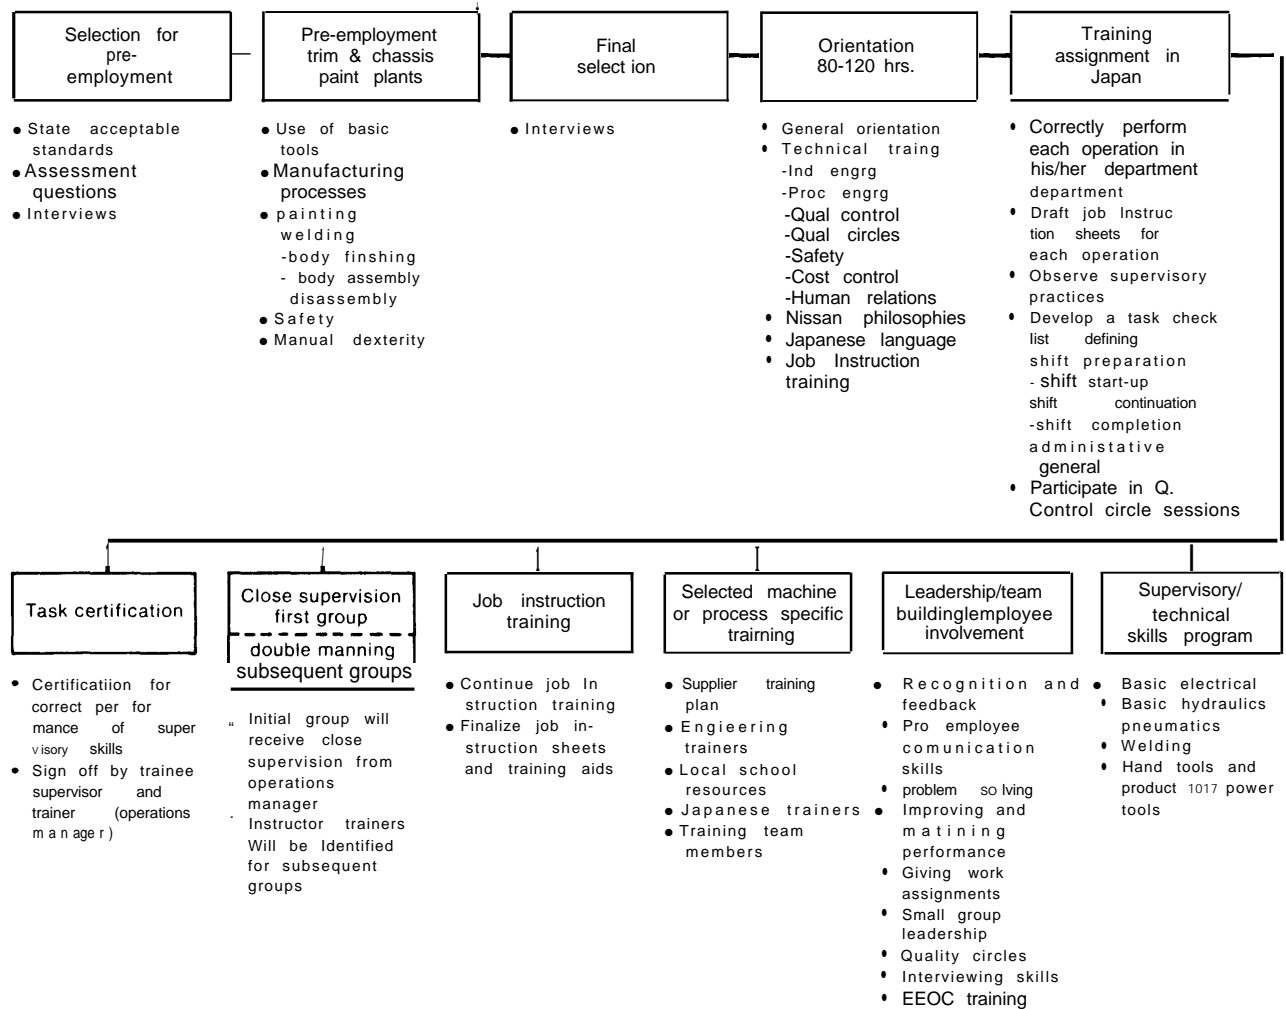 Selection for
pre-
employment
Pre-employment
trim & chassis
paint plants
Final
select ion
Orientation
80-120 hrs.
Training
assignment in
Japan
• State acceptable
standards
• Assessment
questions
• Interviews
• Use of basic
tools
• Manufacturing
processes
• painting
welding
-body finshing
- body assembly
disassembly
• Safety
• Manual dexterity
• Interviews
• General orientation
• Technical traing
-Ind engrg
-Proc engrg
-Qual control
-Qual circles
-Safety
-Cost control
-Human relations
• Nissan philosophies
• Japanese language
• Job Instruction
training
• Correctly perform
each operation in
his/her department
department
• Draft job Instruc
tion sheets for
each operation
• Observe supervisory
practices
• Develop a task check
list defining
shift preparation
- shift start-up
shift continuation
-shift completion
administative
general
• Participate in Q.
Control circle sessions
Task certification
Close supervision
first group
double manning
subsequent groups
Job instruction
training
Selected machine
or process specific
trairning
Leadership/team
buildinglemployee
involvement
Supervisory/
technical
skills program
• Certificatiion for
correct per for
mance of super
visory skills
• Sign off by trainee
supervisor and
trainer (operations
manager)
“ Initial group will
receive close
supervision from
operations
manager
. Instructor trainers
Will be Identified
for subsequent
groups
• Continue job In
struction training
• Finalize job in-
struction sheets
and training aids
• Supplier training
plan
• Engieering
trainers
• Local school
resources
• Japanese trainers
• Training team
members
• Recognition and
feedback
• Pro employee
comunication
skills
• problem so lving
• Improving and
matining
performance
• Giving work
assignments
• Small group
leadership
• Quality circles
• Interviewing skills
• EEOC training
• Basic electrical
• Basic hydraulics
pneumatics
• Welding
• Hand tools and
product 1017 power
tools